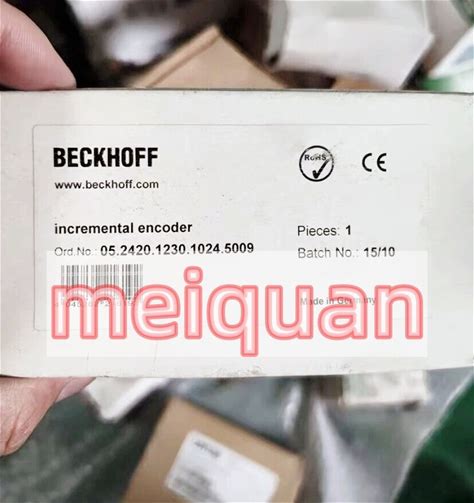 BECKHOFF
www.beckhoff.com
RoHS
CE
incremental encoder
Ord.No.: 05.2420.1230.1024.5009
Pieces: 1
Batch No.: 15/10
Made in Germany
meiquan